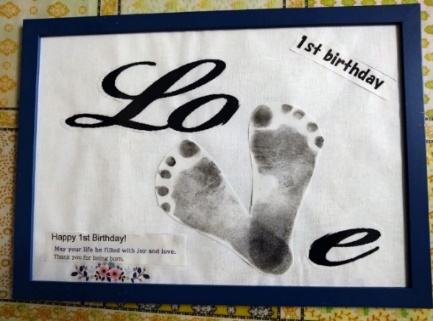 1st birthday
Lo e
Happy 1st Birthday!
May your life be filled with joy and love.
Thank you for being born.